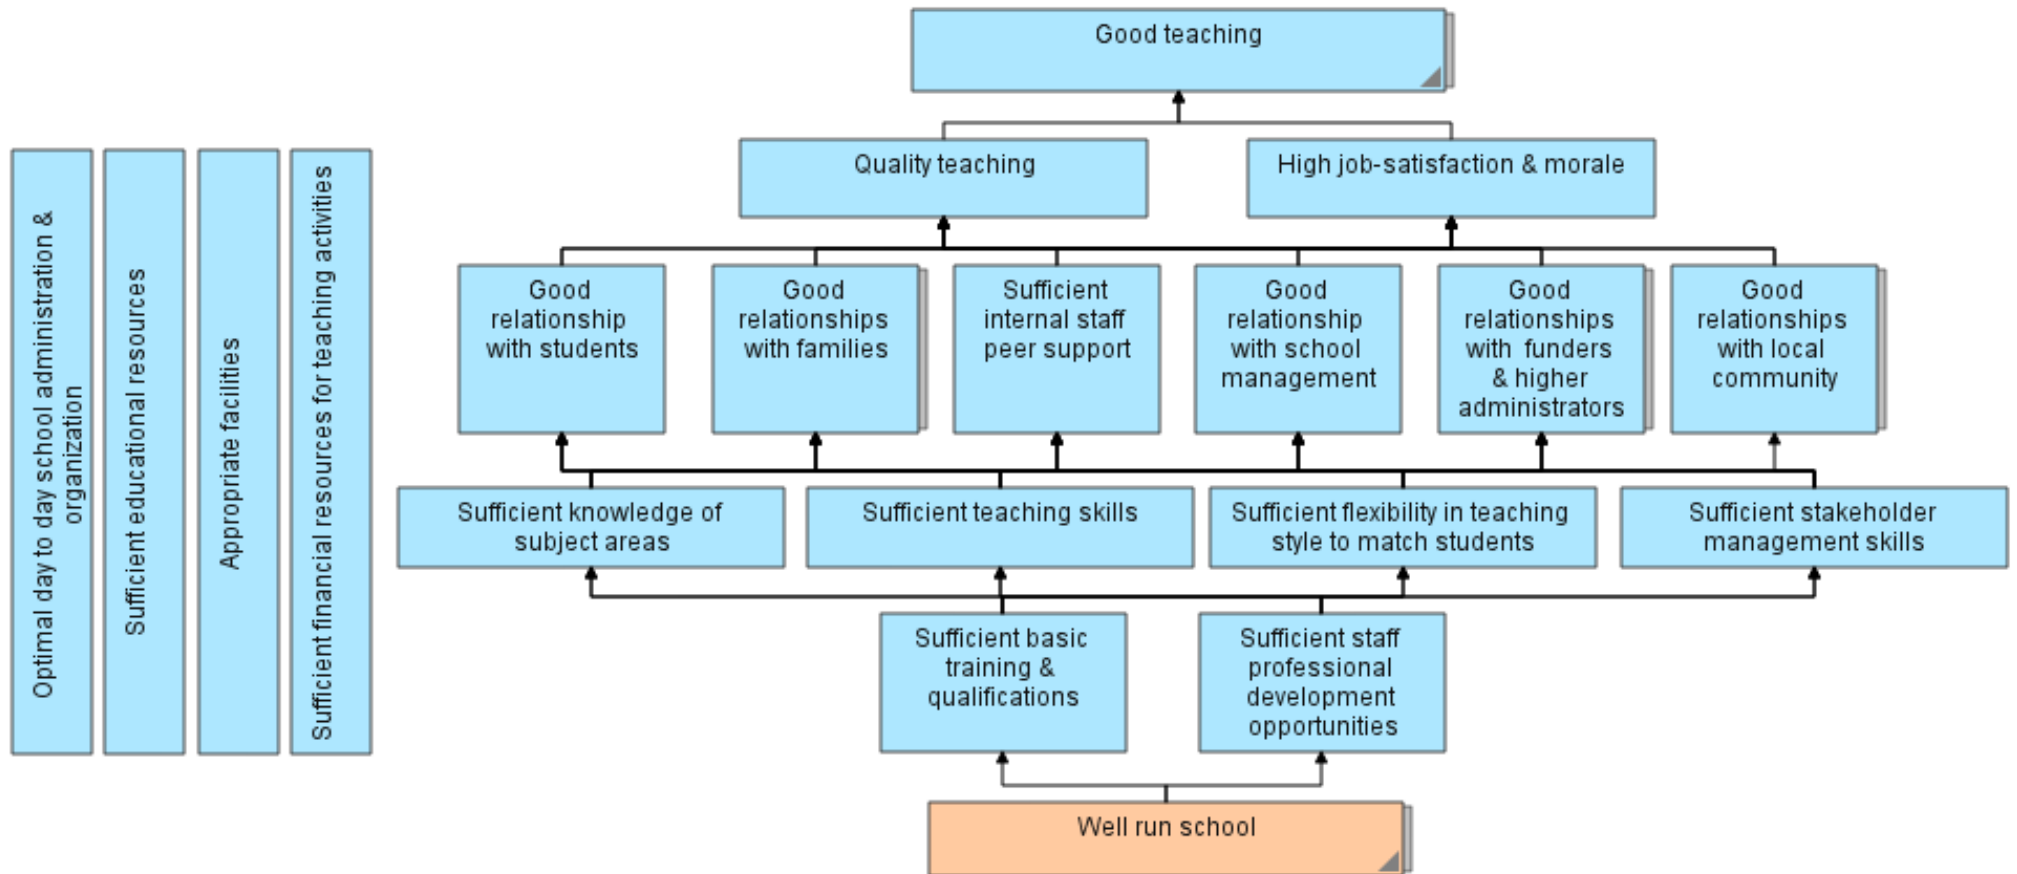 Good teaching
Quality teaching
High job-satisfaction & morale
Optimal day to day school administration &
organization
Sufficient educational resources
Appropriate facilities
Sufficient financial resources for teaching activities
Good
relationship
with students
Good
relationships
with families
Sufficient
internal staff
peer support
Good
relationship
with school
management
Good
relationships
with funders
& higher
administrators
Good
relationships
with local
community
Sufficient knowledge of
subject areas
Sufficient teaching skills
Sufficient flexibility in teaching
style to match students
Sufficient stakeholder
management skills
Sufficient basic
training &
qualifications
Sufficient staff
professional
development
opportunities
Well run school